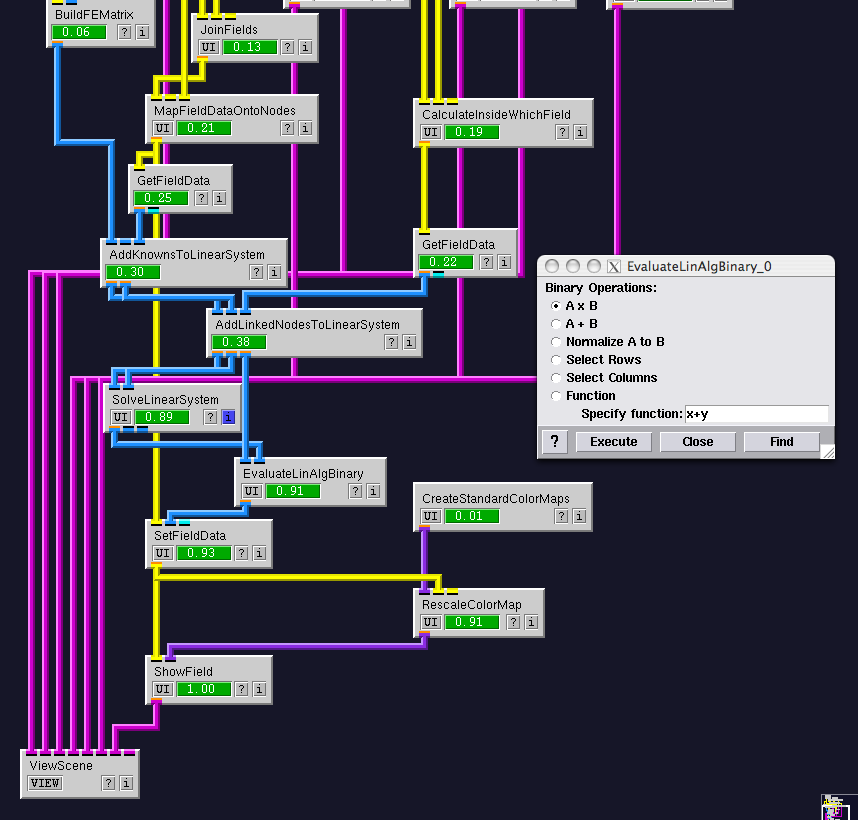 BuildFEMatrix
0.06 ? i
JoinFields
UI 0.13 ? i
MapFieldDataOntoNodes
UI 0.21 ? i
CalculateInsideWhichField
UI 0.19 ? i
GetFieldData
0.25 ? i
GetFieldData
0.22 ? i
AddKnownsToLinearSystem
0.30 ? i
X EvaluateLinAlgBinary_0
Binary Operations:
A x B
A + B
Normalize A to B
Select Rows
Select Columns
Function
Specify function: x+y
? Execute Close Find
AddLinkedNodesToLinearSystem
0.38 ? i
SolveLinearSystem
UI 0.89 ? i
EvaluateLinAlgBinary
UI 0.91 ? i
CreateStandardColorMaps
UI 0.01 ? i
SetFieldData
UI 0.93 ? i
RescaleColorMap
UI 0.91 ? i
ShowField
UI 1.00 ? i
ViewScene
VIEW ? i